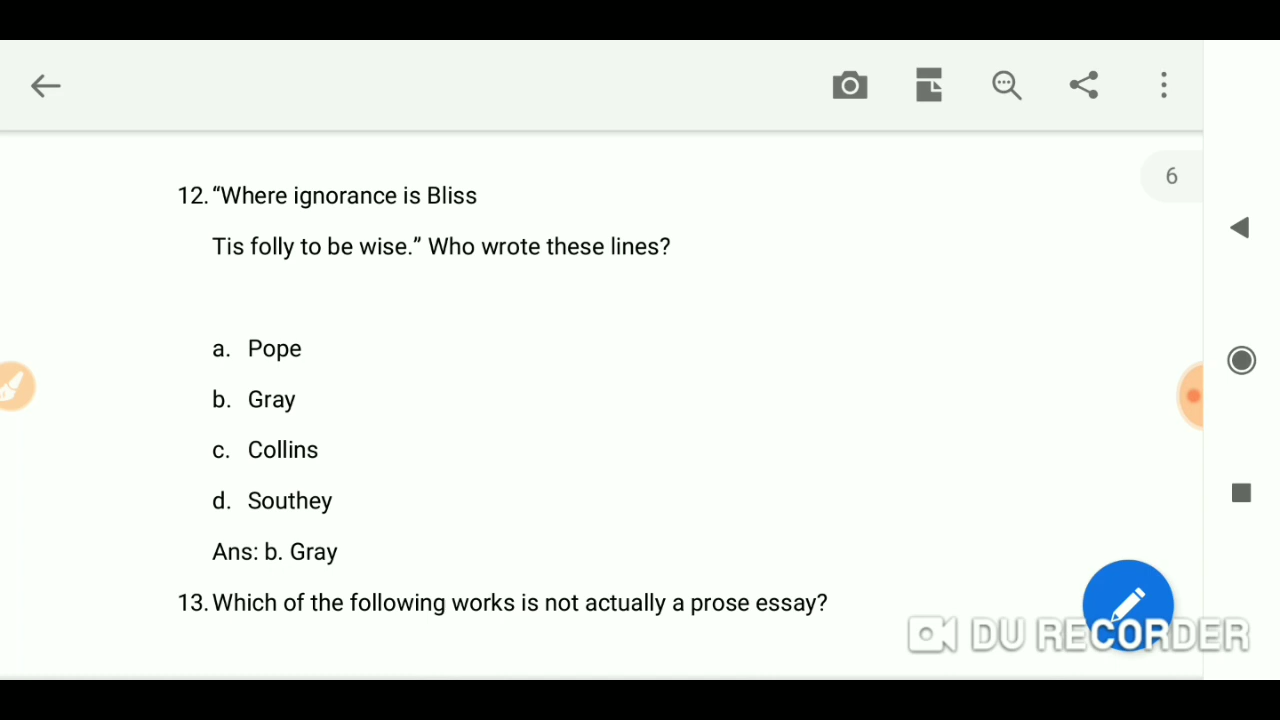 6
12. “Where ignorance is Bliss
Tis folly to be wise.” Who wrote these lines?
a. Pope
b. Gray
c. Collins
d. Southey
Ans: b. Gray
13. Which of the following works is not actually a prose essay?
DU RECORDER